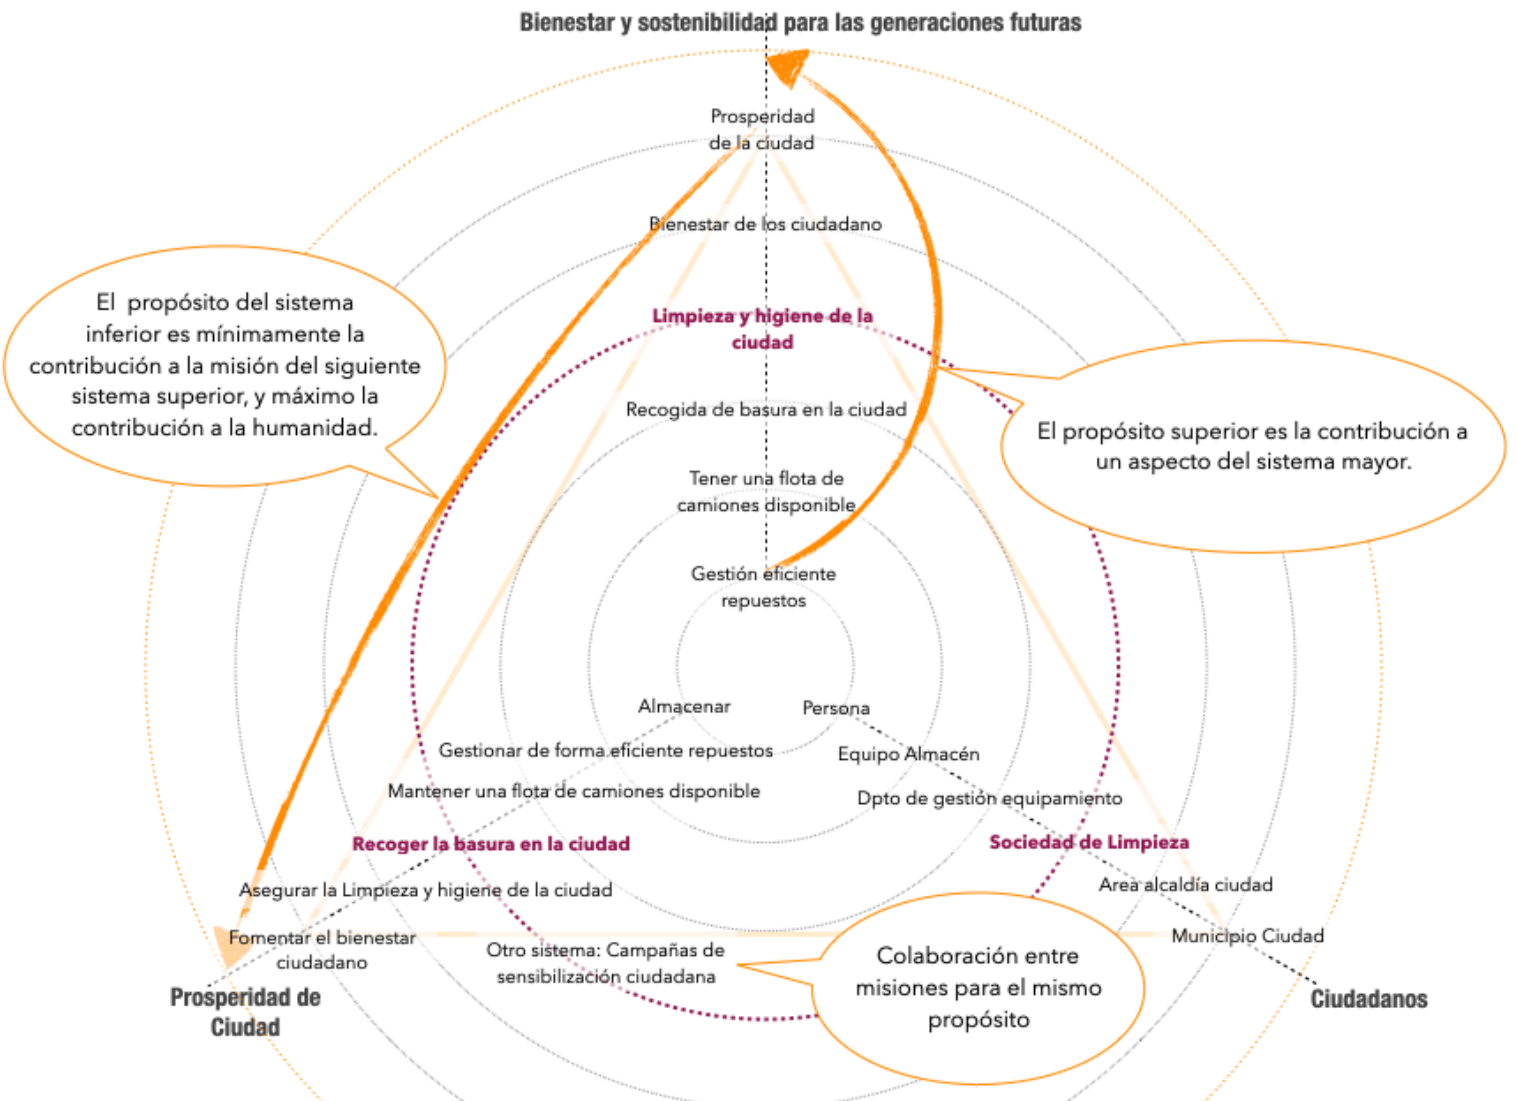 Bienestar y sostenibilidad para las generaciones futuras
Prosperidad
de la ciudad
Bienestar de los ciudadano
El propósito del sistema
inferior es mínimamente la
contribución a la misión del siguiente
sistema superior, y máximo la
contribución a la humanidad.
Limpieza y higiene de la
ciudad
Recogida de basura en la ciudad
El propósito superior es la contribución a
un aspecto del sistema mayor.
Tener una flota de
camiones disponible
Gestión eficiente
repuestos
Almacenar
Persona
Gestionar de forma eficiente repuestos
Equipo Almacén
Mantener una flota de camiones disponible
Dpto de gestión equipamiento
Recoger la basura en la ciudad
Sociedad de Limpieza
Asegurar la Limpieza y higiene de la ciudad
Area alcaldía ciudad
Fomentar el bienestar
ciudadano
Otro sistema: Campañas de
sensibilización ciudadana
Colaboración entre
misiones para el mismo
propósito
Municipio Ciudad
Prosperidad de
Ciudad
Ciudadanos